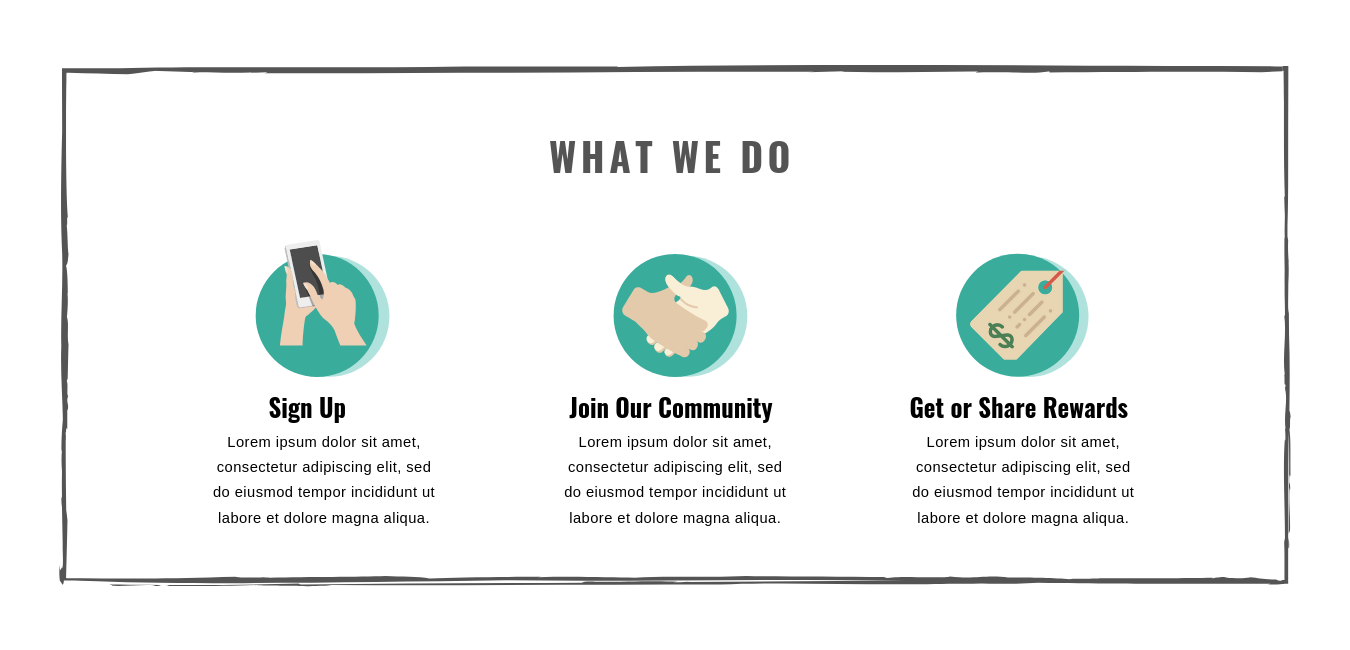 WHAT WE DO
Sign Up
Lorem ipsum dolor sit amet,
consectetur adipiscing elit, sed
do eiusmod tempor incididunt ut
labore et dolore magna aliqua.
Join Our Community
Lorem ipsum dolor sit amet,
consectetur adipiscing elit, sed
do eiusmod tempor incididunt ut
labore et dolore magna aliqua.
Get or Share Rewards
Lorem ipsum dolor sit amet,
consectetur adipiscing elit, sed
do eiusmod tempor incididunt ut
labore et dolore magna aliqua.